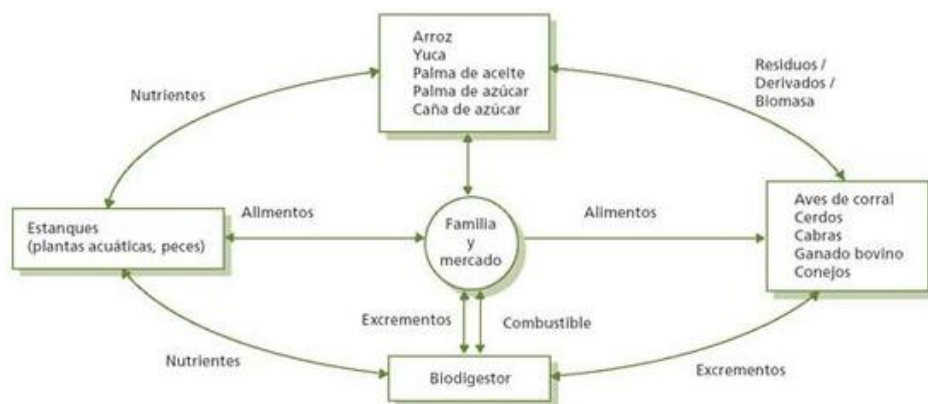 Arroz
Yuca
Palma de aceite
Palma de azúcar
Caña de azúcar
Nutrientes
Residuos /
Derivados /
Biomasa
Estanques
(plantas acuáticas, peces)
Alimentos
Familia
y
mercado
Alimentos
Aves de corral
Cerdos
Cabras
Ganado bovino
Conejos
Excrementos
Combustible
Nutrientes
Biodigestor
Excrementos